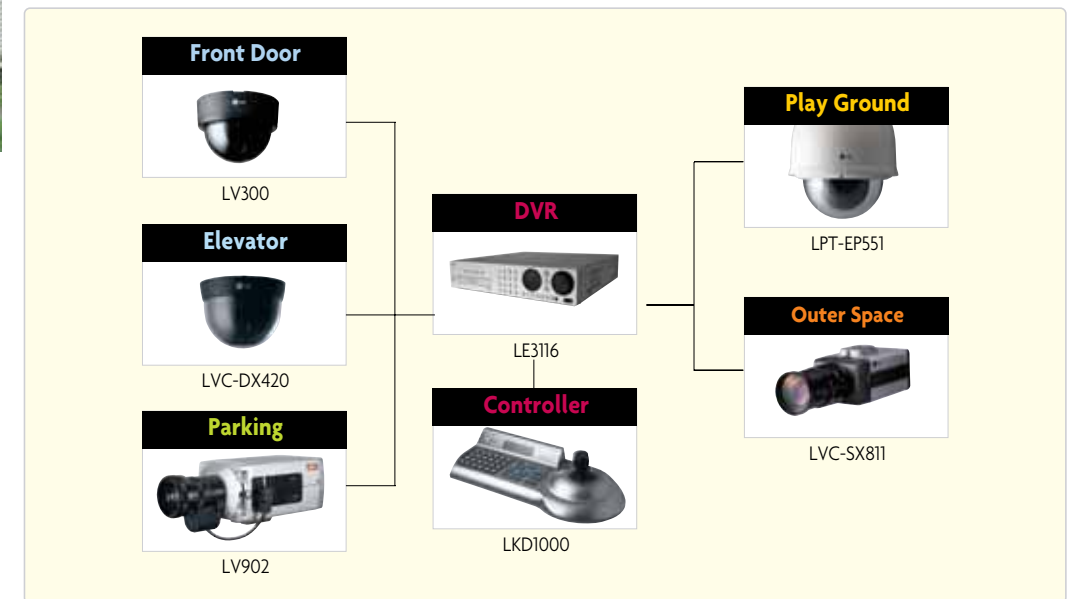 Front Door
LV300
Elevator
LVC-DX420
Parking
LV902
DVR
LE3116
Controller
LKD1000
Play Ground
LPT-EP551
Outer Space
LVC-SX811